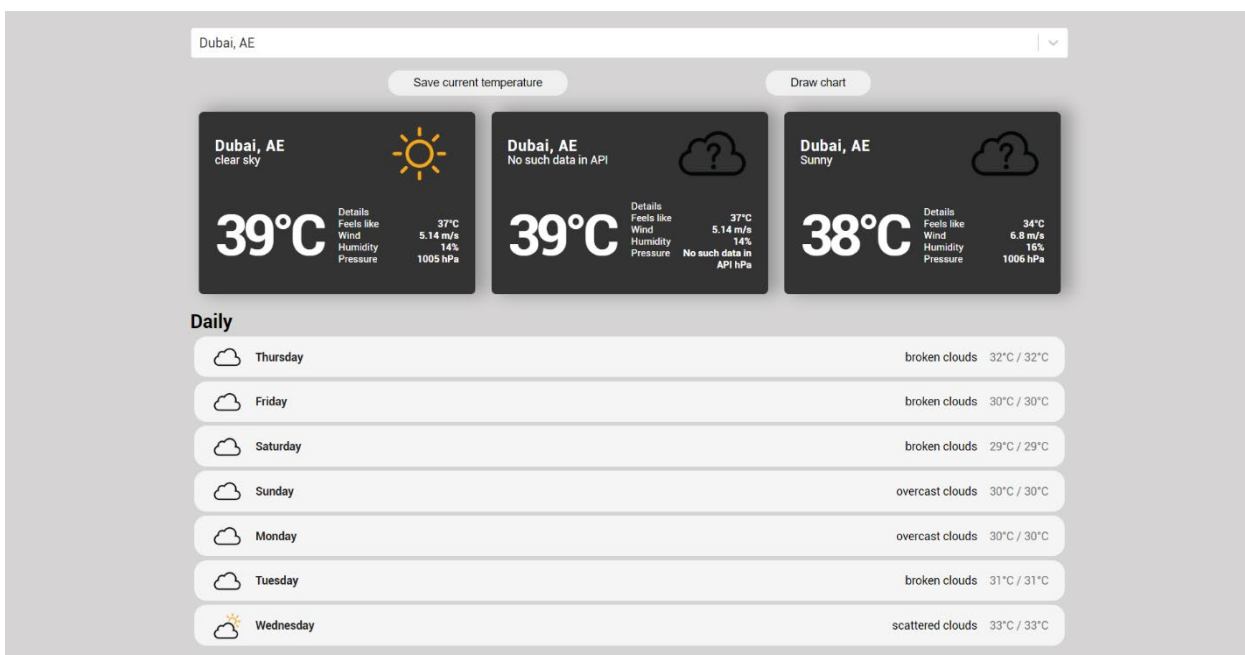 Dubai, AE
Save current temperature
Draw chart
Dubai, AE
clear sky
39°C
Details
Feels like 37°C
Wind 5.14 m/s
Humidity 14%
Pressure 1005 hPa
Dubai, AE
No such data in API
?
39°C
Details
Feels like 37°C
Wind 5.14 m/s
Humidity 14%
Pressure No such data in
API hPa
Dubai, AE
Sunny
?
38°C
Details
Feels like 34°C
Wind 6.8 m/s
Humidity 16%
Pressure 1006 hPa
Daily
Thursday broken clouds 32°C / 32°C
Friday broken clouds 30°C / 30°C
Saturday broken clouds 29°C / 29°C
Sunday overcast clouds 30°C / 30°C
Monday overcast clouds 30°C / 30°C
Tuesday broken clouds 31°C / 31°C
Wednesday scattered clouds 33°C / 33°C